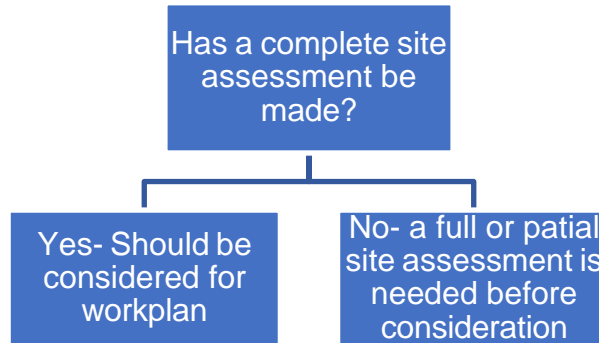 Has a complete site
assessment be
made?
Yes- Should be
considered for
workplan
No- a full or patial
site assessment is
needed before
consideration